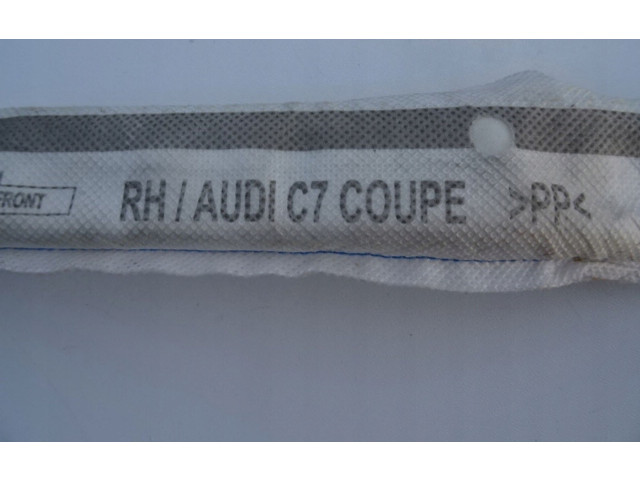 FRONT
RH / AUDI C7 COUPE >PP<